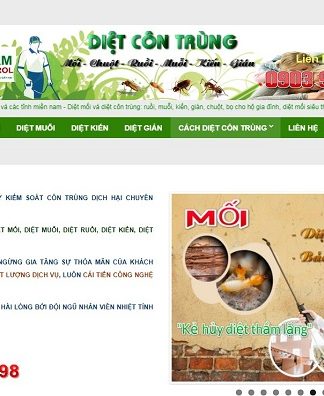 DIỆT CÔN TRÙNG
Mối - Chuột - Ruồi - Muỗi - Kiến - Gián
Liên
0903
và các tỉnh miền nam - Diệt mối và diệt côn trùng: ruồi, muỗi, kiến, gián, chuột, bọ cho hộ gia đình, diệt mối siêu
DIỆT MUỖI DIỆT KIẾN DIỆT GIÁN CÁCH DIỆT CÔN TRÙNG LIÊN HỆ
KIỂM SOÁT CÔN TRÙNG DỊCH HẠI CHUYÊN
MỐI, DIỆT MUỖI, DIỆT RUỒI, DIỆT KIẾN, DIỆT
NGỪNG GIA TĂNG SỰ THỎA MÃN CỦA KHÁCH
LƯỢNG DỊCH VỤ, LUÔN CẢI TIẾN CÔNG NGHỆ
HÀI LÒNG BỞI ĐỘI NGŨ NHÂN VIÊN NHIỆT TÌNH
98
MỐI
"Kẻ hủy diệt thầm lặng"